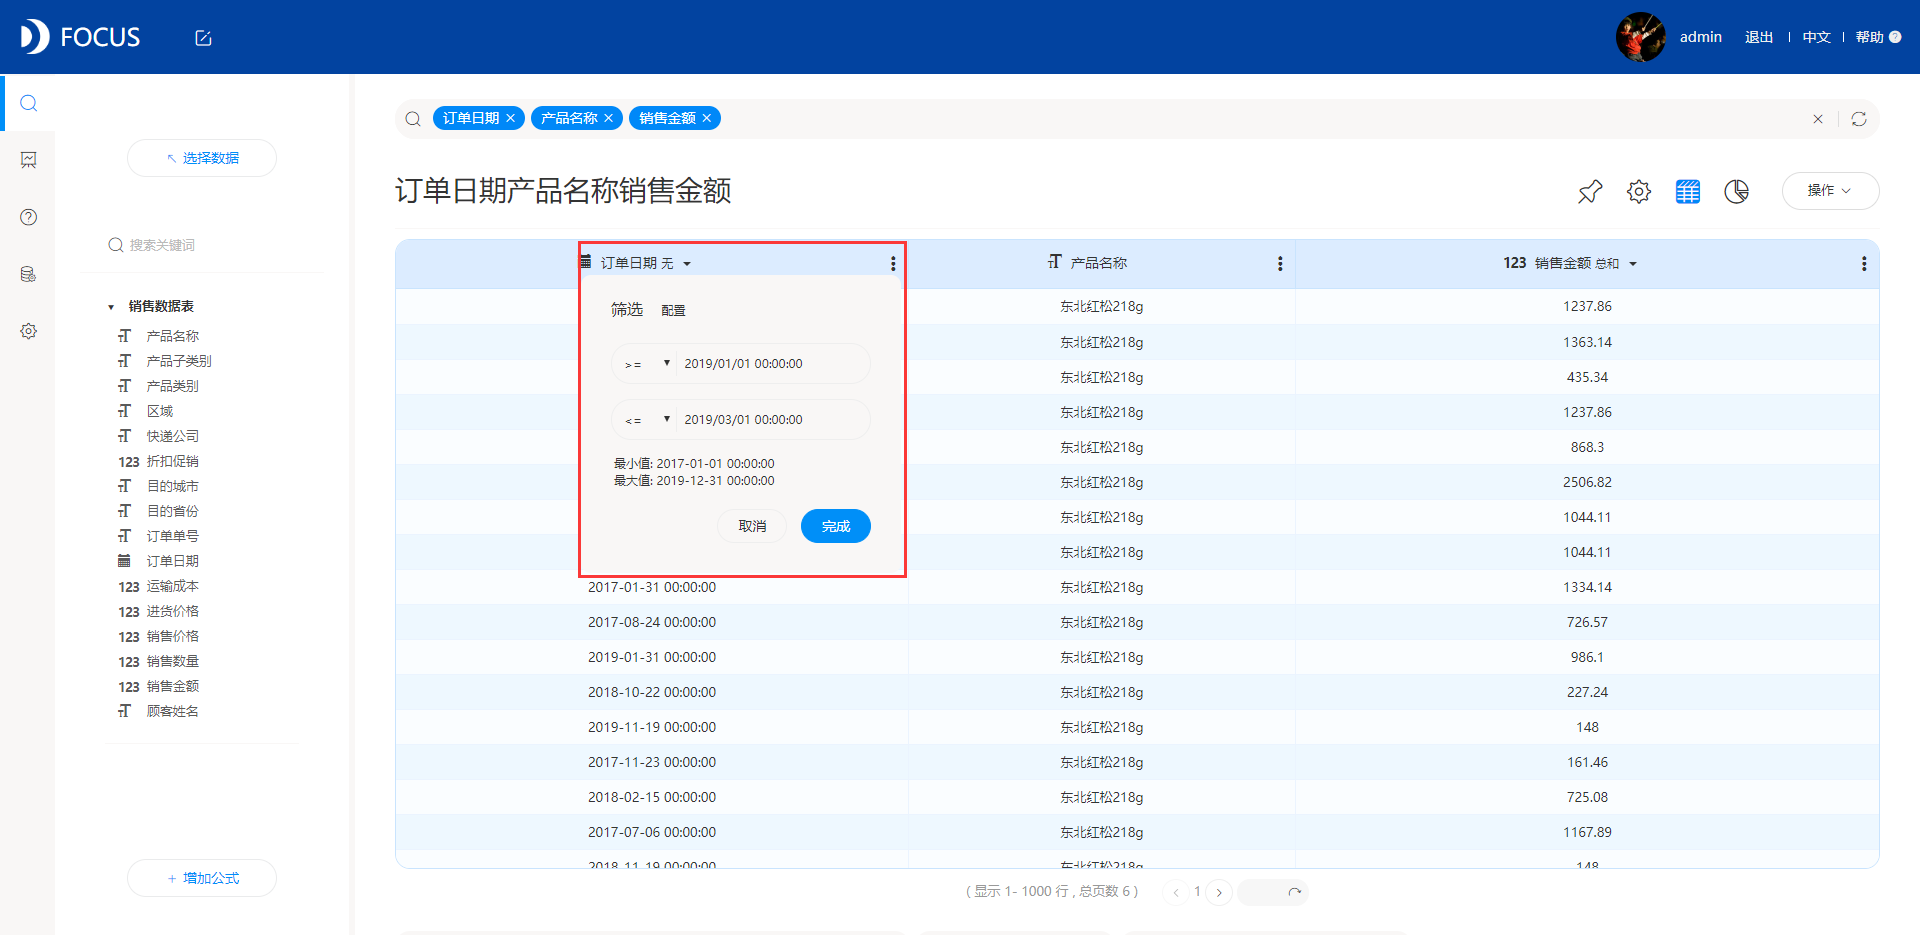 FOCUS
admin 退出 中文 帮助 ?
订单日期 × 产品名称 × 销售金额 ×
选择数据
搜索关键词
销售数据表
产品名称
产品子类别
产品类别
区域
快递公司
123 折扣促销
目的城市
目的省份
订单单号
订单日期
123 运输成本
123 进货价格
123 销售价格
123 销售数量
123 销售金额
顾客姓名
+ 增加公式
订单日期产品名称销售金额
操作
订单日期 无 产品名称 123 销售金额 总和
筛选 配置
>= 2019/01/01 00:00:00
<= 2019/03/01 00:00:00
最小值: 2017-01-01 00:00:00
最大值: 2019-12-31 00:00:00
取消 完成
东北红松218g 1237.86
东北红松218g 1363.14
东北红松218g 435.34
东北红松218g 1237.86
东北红松218g 868.3
东北红松218g 2506.82
东北红松218g 1044.11
东北红松218g 1044.11
2017-01-31 00:00:00 东北红松218g 1334.14
2017-08-24 00:00:00 东北红松218g 726.57
2019-01-31 00:00:00 东北红松218g 986.1
2018-10-22 00:00:00 东北红松218g 227.24
2019-11-19 00:00:00 东北红松218g 148
2017-11-23 00:00:00 东北红松218g 161.46
2018-02-15 00:00:00 东北红松218g 725.08
2017-07-06 00:00:00 东北红松218g 1167.89
2018-11-19 00:00:00 东北红松218g 148
( 显示 1- 1000 行 , 总页数 6 ) < 1 >